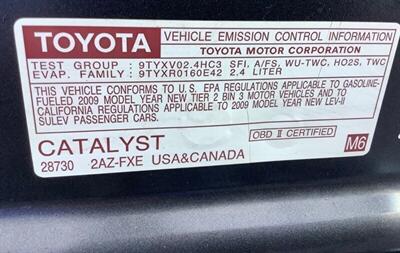 TOYOTA VEHICLE EMISSION CONTROL INFORMATION
TOYOTA MOTOR CORPORATION
TEST GROUP : 9TYXV02.4HC3 SFI, A/FS, WU-TWC, HO2S, TWC
EVAP. FAMILY : 9TYXR0160E42 2.4 LITER
THIS VEHICLE CONFORMS TO U.S. EPA REGULATIONS APPLICABLE TO GASOLINE-
FUELED 2009 MODEL YEAR NEW TIER 2 BIN 3 MOTOR VEHICLES AND TO
CALIFORNIA REGULATIONS APPLICABLE TO 2009 MODEL YEAR NEW LEV-II
SULEV PASSENGER CARS.
OBD II CERTIFIED
CATALYST
28730 2AZ-FXE USA&CANADA M6